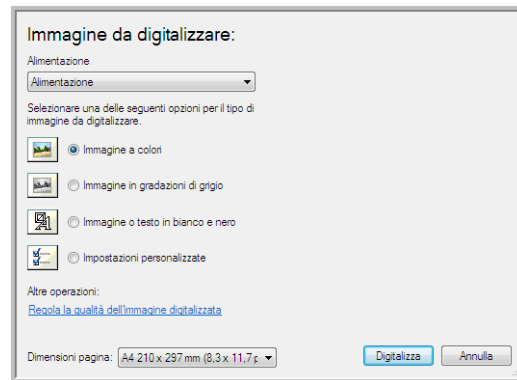 Immagine da digitalizzare:
Alimentazione
Alimentazione
Selezionare una delle seguenti opzioni per il tipo di
immagine da digitalizzare.
Immagine a colori
Immagine in gradazioni di grigio
Immagine o testo in bianco e nero
Impostazioni personalizzate
Altre operazioni:
Regola la qualità dell'immagine digitalizzata
Dimensioni pagina: A4 210 x 297 mm (8,3 x 11,7 p
Digitalizza Annulla